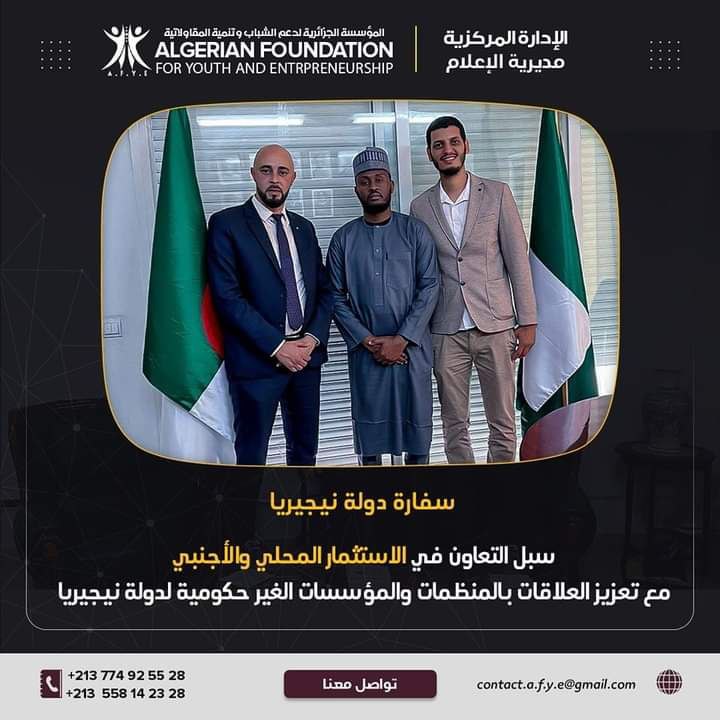 الإدارة المركزية
مديرية الإعلام
المؤسسة الجزائرية لدعم الشباب و تنمية المقاولاتية
ALGERIAN FOUNDATION
FOR YOUTH AND ENTRPRENEURSHIP
A.F.Y.E
سفارة دولة نيجيريا
سبل التعاون في الاستثمار المحلي والأجنبي
مع تعزيز العلاقات بالمنظمات والمؤسسات الغير حكومية لدولة نيجيريا
+213 774 92 55 28
+213 558 14 23 28
تواصل معنا
contact.a.f.y.e@gmail.com